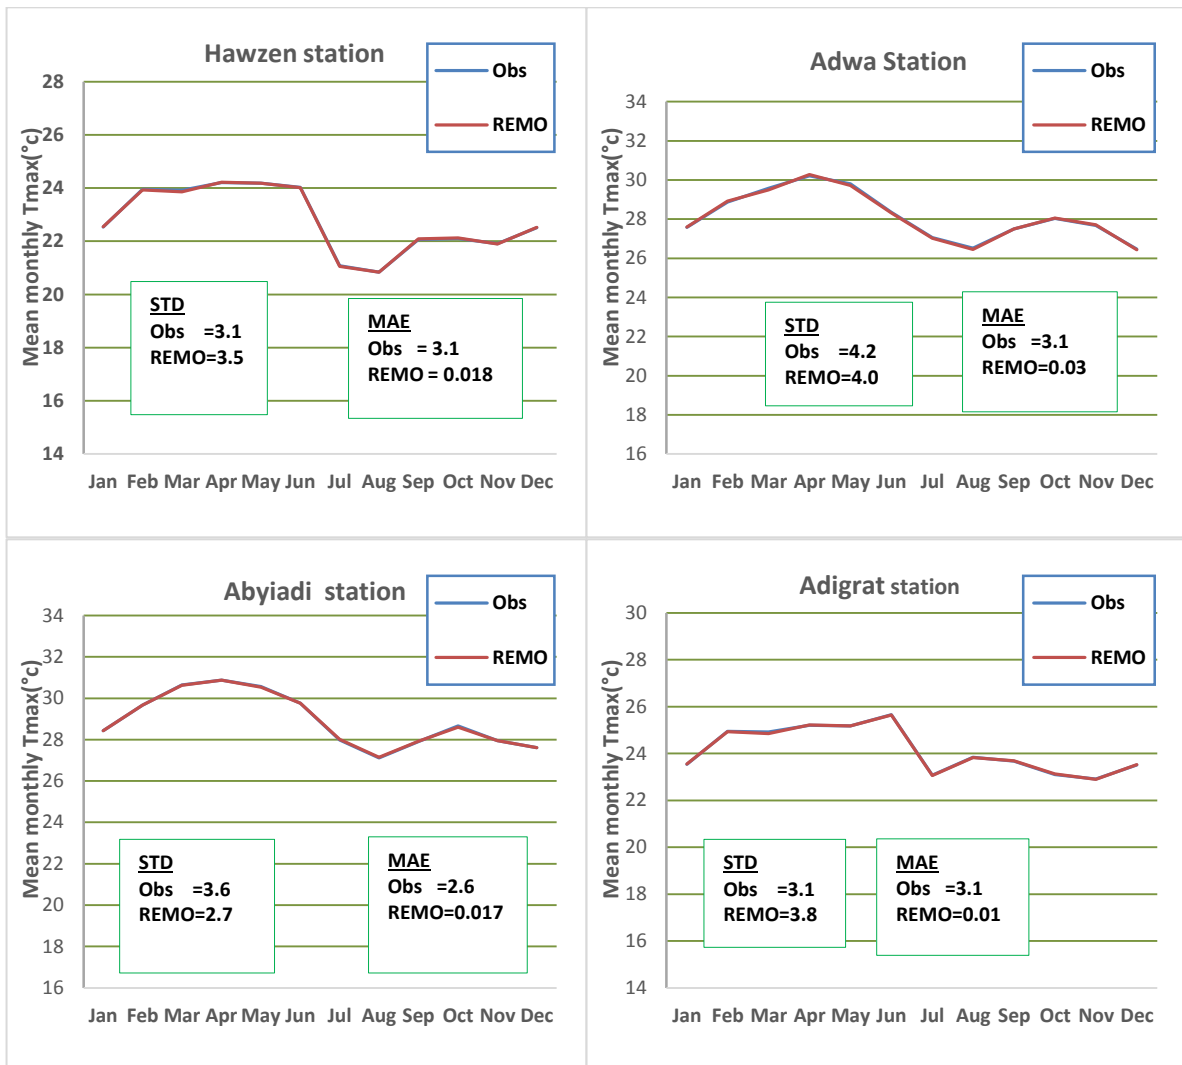 Hawzen station
Obs
REMO
Mean monthly Tmax(°c)
28
26
24
22
20
18
16
14
STD
Obs =3.1
REMO=3.5
MAE
Obs = 3.1
REMO = 0.018
Jan Feb Mar Apr May Jun Jul Aug Sep Oct Nov Dec
Adwa Station
Obs
REMO
Mean monthly Tmax(°c)
34
32
30
28
26
24
22
20
18
16
STD
Obs =4.2
REMO=4.0
MAE
Obs =3.1
REMO=0.03
Jan Feb Mar Apr May Jun Jul Aug Sep Oct Nov Dec
Abyiadi station
Obs
REMO
Mean monthly Tmax(°c)
34
32
30
28
26
24
22
20
18
16
STD
Obs =3.6
REMO=2.7
MAE
Obs =2.6
REMO=0.017
Jan Feb Mar Apr May Jun Jul Aug Sep Oct Nov Dec
Adigrat station
Obs
REMO
Mean monthly Tmax(°c)
30
28
26
24
22
20
18
16
14
STD
Obs =3.1
REMO=3.8
MAE
Obs =3.1
REMO=0.01
Jan Feb Mar Apr May Jun Jul Aug Sep Oct Nov Dec